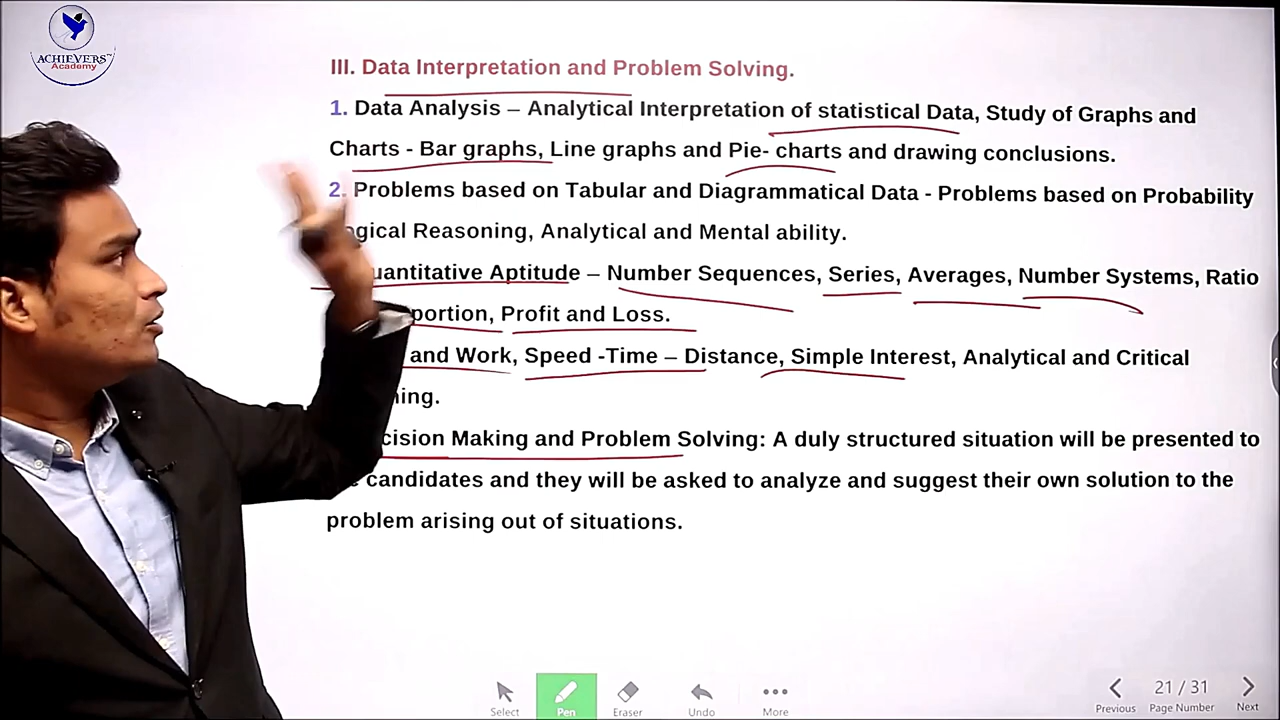 ACHIEVERS™
Academy
III. Data Interpretation and Problem Solving.
1. Data Analysis – Analytical Interpretation of statistical Data, Study of Graphs and
Charts - Bar graphs, Line graphs and Pie- charts and drawing conclusions.
2. Problems based on Tabular and Diagrammatical Data - Problems based on Probability
ogical Reasoning, Analytical and Mental ability.
uantitative Aptitude – Number Sequences, Series, Averages, Number Systems, Ratio
portion, Profit and Loss.
and Work, Speed -Time – Distance, Simple Interest, Analytical and Critical
ning.
cision Making and Problem Solving: A duly structured situation will be presented to
candidates and they will be asked to analyze and suggest their own solution to the
problem arising out of situations.
Select Pen Eraser Undo More
21 / 31
Previous Page Number Next